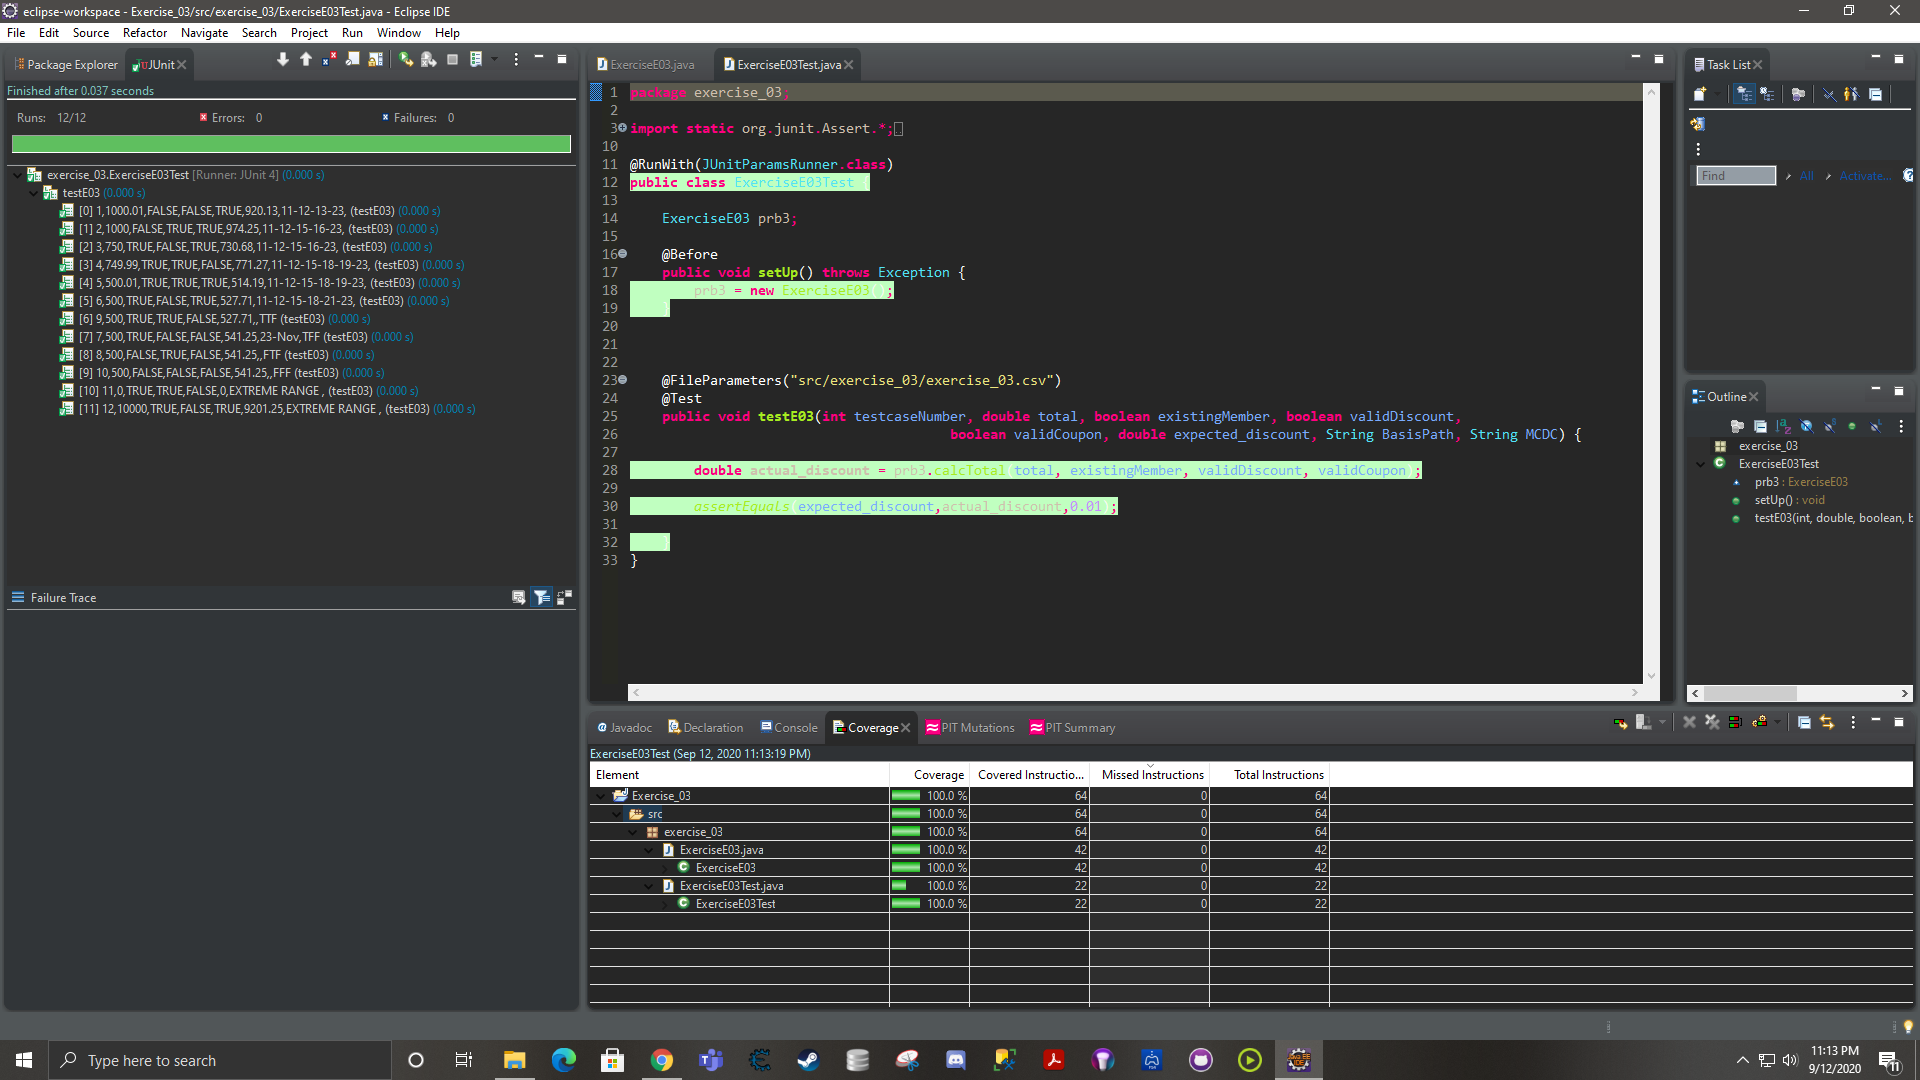 eclipse-workspace - Exercise_03/src/exercise_03/ExerciseE03Test.java - Eclipse IDE
File Edit Source Refactor Navigate Search Project Run Window Help
Package Explorer JUnit
Finished after 0.037 seconds
Runs: 12/12 Errors: 0 Failures: 0
exercise_03.ExerciseE03Test [Runner: JUnit 4] (0.000 s)
testE03 (0.000 s)
[0] 1,1000.01,FALSE,FALSE,TRUE,920.13,11-12-13-23, (testE03) (0.000 s)
[1] 2,1000,FALSE,TRUE,TRUE,974.25,11-12-15-16-23, (testE03) (0.000 s)
[2] 3,750,TRUE,FALSE,TRUE,730.68,11-12-15-16-23, (testE03) (0.000 s)
[3] 4,749.99,TRUE,TRUE,FALSE,771.27,11-12-15-18-19-23, (testE03) (0.000 s)
[4] 5,500.01,TRUE,TRUE,TRUE,514.19,11-12-15-18-19-23, (testE03) (0.000 s)
[5] 6,500,TRUE,FALSE,TRUE,527.71,11-12-15-18-21-23, (testE03) (0.000 s)
[6] 9,500,TRUE,TRUE,FALSE,527.71,,TTF (testE03) (0.000 s)
[7] 7,500,TRUE,FALSE,FALSE,541.25,23-Nov,TFF (testE03) (0.000 s)
[8] 8,500,FALSE,TRUE,FALSE,541.25,,FTF (testE03) (0.000 s)
[9] 10,500,FALSE,FALSE,FALSE,541.25,,FFF (testE03) (0.000 s)
[10] 11,0,TRUE,TRUE,FALSE,0,EXTREME RANGE , (testE03) (0.000 s)
[11] 12,10000,TRUE,FALSE,TRUE,9201.25,EXTREME RANGE , (testE03) (0.000 s)
Failure Trace
ExerciseE03.java ExerciseE03Test.java
1 package exercise_03;
2
3 import static org.junit.Assert.*;
10
11 @RunWith(JUnitParamsRunner.class)
12 public class ExerciseE03Test {
13
14 ExerciseE03 prb3;
15
16 @Before
17 public void setUp() throws Exception {
18 prb3 = new ExerciseE03();
19 }
20
21
22
23 @FileParameters("src/exercise_03/exercise_03.csv")
24 @Test
25 public void testE03(int testcaseNumber, double total, boolean existingMember, boolean validDiscount,
26 boolean validCoupon, double expected_discount, String BasisPath, String MCDC) {
27
28 double actual_discount = prb3.calcTotal(total, existingMember, validDiscount, validCoupon);
29
30 assertEquals(expected_discount,actual_discount,0.01);
31
32 }
33 }
Task List
Find All Activate...
Outline
exercise_03
ExerciseE03Test
prb3 : ExerciseE03
setUp() : void
testE03(int, double, boolean, b
Javadoc Declaration Console Coverage PIT Mutations PIT Summary
ExerciseE03Test (Sep 12, 2020 11:13:19 PM)
Element Coverage Covered Instructio... Missed Instructions Total Instructions
Exercise_03 100.0 % 64 0 64
src 100.0 % 64 0 64
exercise_03 100.0 % 64 0 64
ExerciseE03.java 100.0 % 42 0 42
ExerciseE03 100.0 % 42 0 42
ExerciseE03Test.java 100.0 % 22 0 22
ExerciseE03Test 100.0 % 22 0 22
Type here to search
11:13 PM
9/12/2020
11